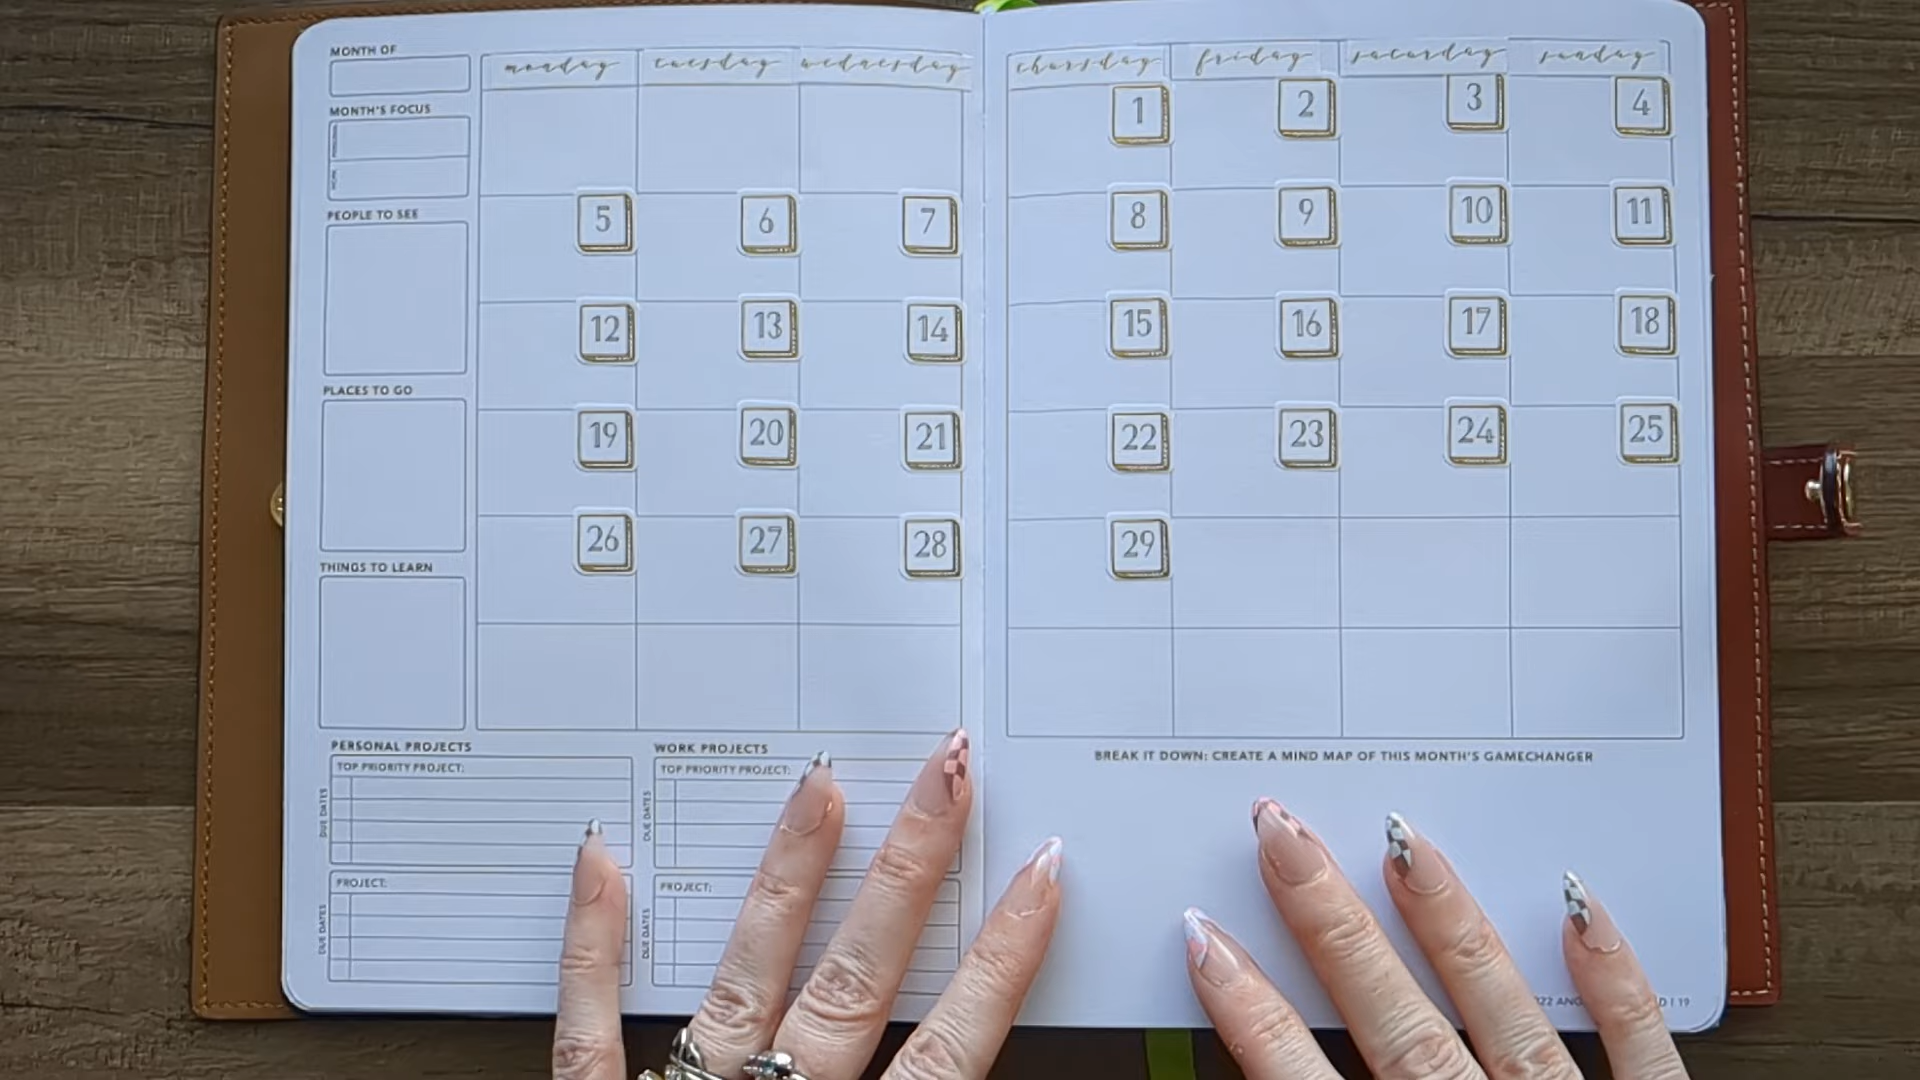 MONTH OF
MONTH'S FOCUS
PEOPLE TO SEE
PLACES TO GO
THINGS TO LEARN
monday tuesday wednesday thursday friday saturday sunday
1 2 3 4
5 6 7 8 9 10 11
12 13 14 15 16 17 18
19 20 21 22 23 24 25
26 27 28 29
PERSONAL PROJECTS
TOP PRIORITY PROJECT:
DUE DATES
PROJECT:
DUE DATES
WORK PROJECTS
TOP PRIORITY PROJECT:
DUE DATES
PROJECT:
DUE DATES
BREAK IT DOWN: CREATE A MIND MAP OF THIS MONTH'S GAMECHANGER
19